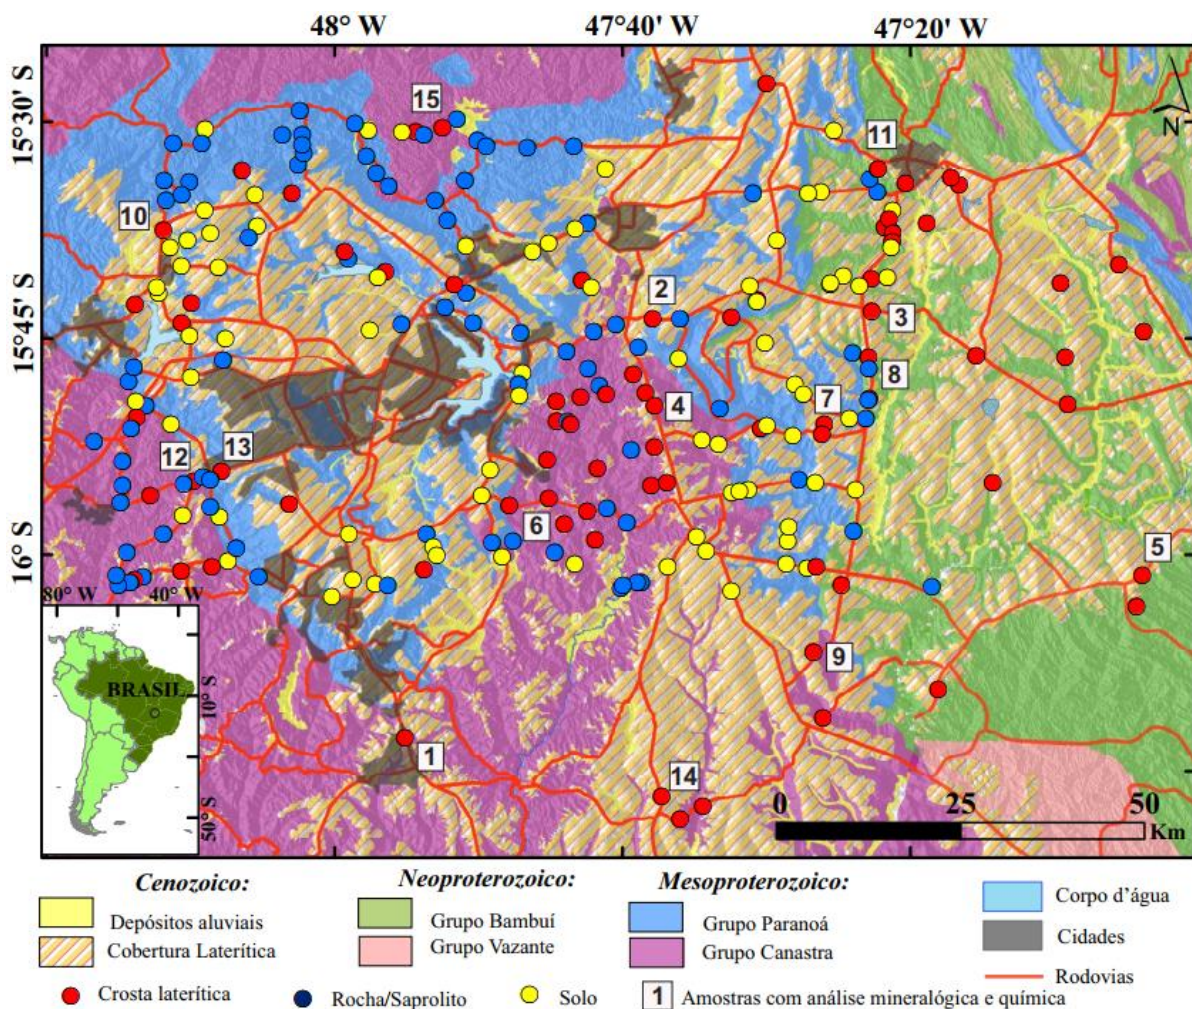 48° W 47°40' W 47°20' W
15°30' S
15°45' S
16° S
N
15
11
10
2
3
8
7
4
12 13
6
5
9
1
14
80° W 40° W
BRASIL
10° S
50° S
0 25 50
Km
Cenozoico: Neoproterozoico: Mesoproterozoico:
Depósitos aluviais Grupo Bambuí Grupo Paranoá Corpo d'água
Cobertura Laterítica Grupo Vazante Grupo Canastra Cidades
Rodovias
Crosta laterítica Rocha/Saprolito Solo 1 Amostras com análise mineralógica e química